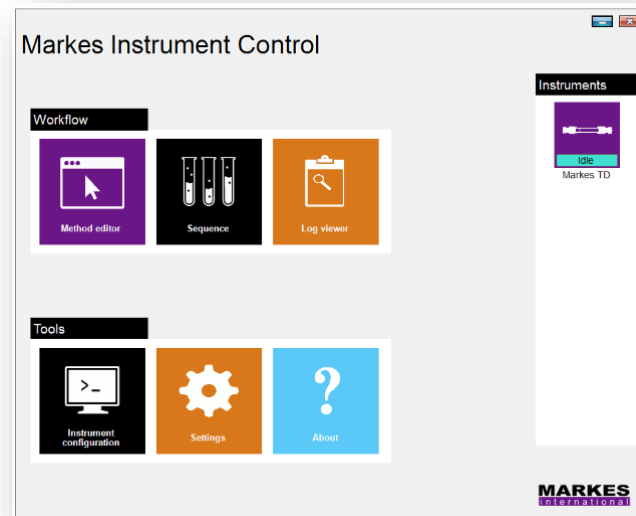 Markes Instrument Control
Instruments
Idle
Markes TD
Workflow
Method editor
Sequence
Log viewer
Tools
>_
Instrument
configuration
Settings
?
About
MARKES
international